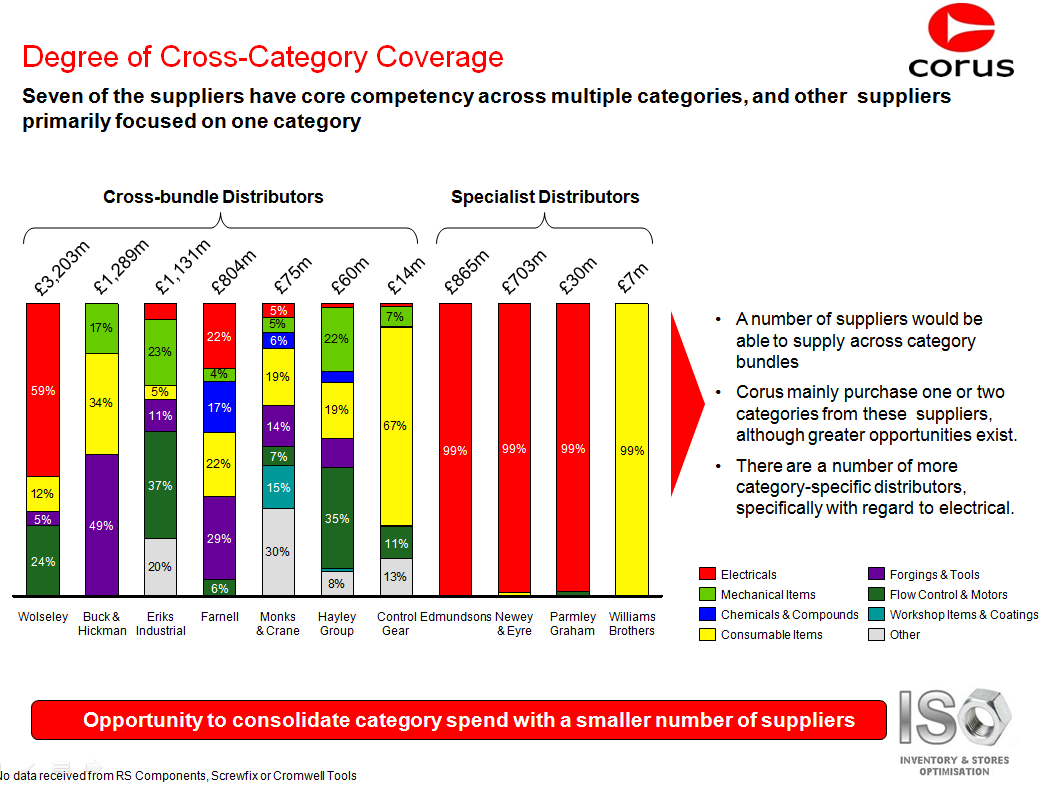 Degree of Cross-Category Coverage
corus
Seven of the suppliers have core competency across multiple categories, and other suppliers
primarily focused on one category
Cross-bundle Distributors
Specialist Distributors
£3,203m £1,289m £1,131m £804m £75m £60m £14m £865m £703m £30m £7m
59% 12% 5% 24%
17% 34% 49%
23% 5% 11% 37% 20%
22% 4% 17% 22% 29% 6%
5% 5% 6% 19% 14% 7% 15% 30%
22% 19% 35% 8%
7% 67% 11% 13%
99%
99%
99%
99%
Wolseley
Buck &
Hickman
Eriks
Industrial
Farnell
Monks
& Crane
Hayley
Group
Control
Gear
Edmundsons
Newey
& Eyre
Parmley
Graham
Williams
Brothers
• A number of suppliers would be
able to supply across category
bundles
• Corus mainly purchase one or two
categories from these suppliers,
although greater opportunities exist.
• There are a number of more
category-specific distributors,
specifically with regard to electrical.
Electricals
Mechanical Items
Chemicals & Compounds
Consumable Items
Forgings & Tools
Flow Control & Motors
Workshop Items & Coatings
Other
Opportunity to consolidate category spend with a smaller number of suppliers
ISO
INVENTORY & STORES
OPTIMISATION
No data received from RS Components, Screwfix or Cromwell Tools